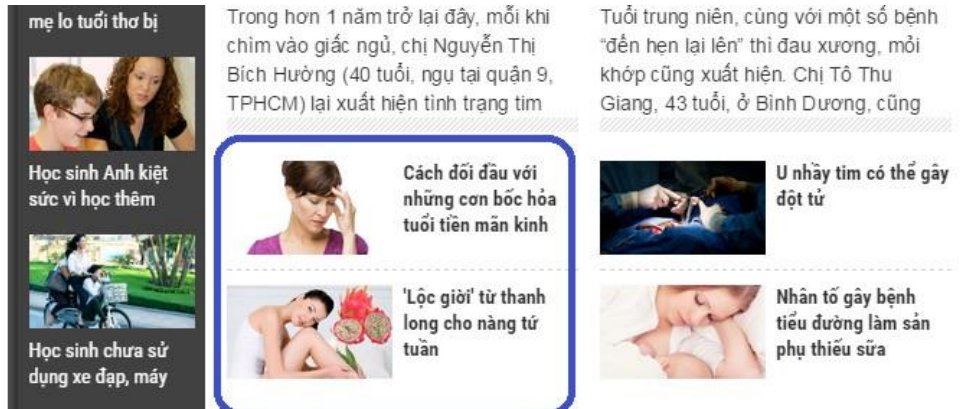 mẹ lo tuổi thơ bị
Học sinh Anh kiệt
sức vì học thêm
Học sinh chưa sử
dụng xe đạp, máy
Trong hơn 1 năm trở lại đây, mỗi khi
chìm vào giấc ngủ, chị Nguyễn Thị
Bích Hường (40 tuổi, ngụ tại quận 9,
TPHCM) lại xuất hiện tình trạng tim
Cách đối đầu với
những cơn bốc hỏa
tuổi tiền mãn kinh
'Lộc giời' từ thanh
long cho nàng tứ
tuần
Tuổi trung niên, cùng với một số bệnh
“đến hẹn lại lên” thì đau xương, mỏi
khớp cũng xuất hiện. Chị Tô Thu
Giang, 43 tuổi, ở Bình Dương, cũng
U nhầy tim có thể gây
đột tử
Nhân tố gây bệnh
tiểu đường làm sản
phụ thiếu sữa